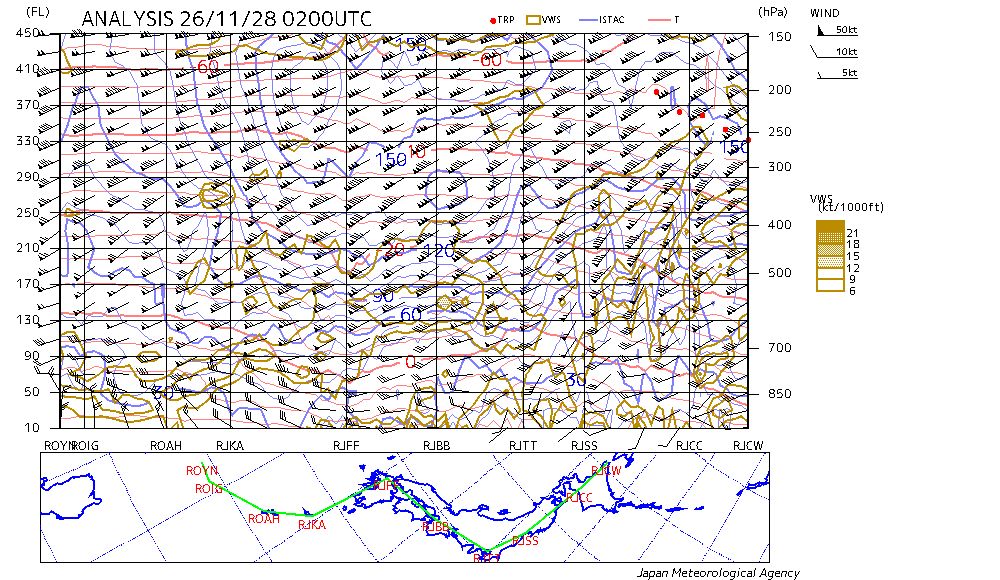 (FL) ANALYSIS 26/11/28 0200UTC TRP VWS ISTAC T (hPa) WIND
450 150 -60 150 50kt
-60
410 10kt
5kt
370 200
330 250
150
150 300
290
250
VWS
(kt/1000ft)
400
210 120 21
18
-20 15
500 12
170 90 9
6
60
130
700
90 0
30
50 850
10
ROYN ROIG ROAH RJKA RJFF RJBB RJTT RJSS RJCC RJCW
ROYN RJCW
ROIG RJFF
RJCC
ROAH RJKA RJBB
RJSS
Japan Meteorological Agency